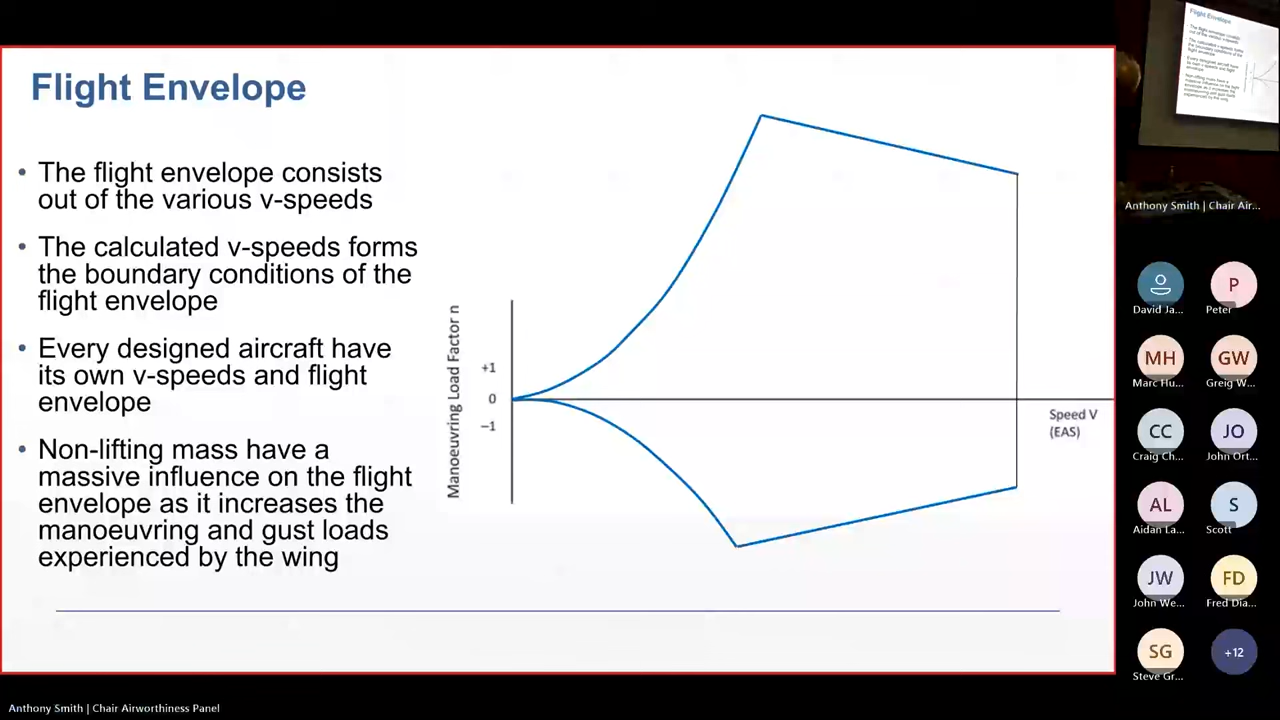 Flight Envelope
• The flight envelope consists
out of the various v-speeds
• The calculated v-speeds forms
the boundary conditions of the
flight envelope
• Every designed aircraft have
its own v-speeds and flight
envelope
• Non-lifting mass have a
massive influence on the flight
envelope as it increases the
manoeuvring and gust loads
experienced by the wing
Manoeuvring Load Factor n
+1
0
–1
Speed V
(EAS)
Flight Envelope
Anthony Smith | Chair Air...
David Ja...
P
Peter
MH
Marc Hu...
GW
Greig W...
CC
Craig Ch...
JO
John Ort...
AL
Aidan La...
S
Scott
JW
John We...
FD
Fred Dia...
SG
Steve Gr...
+12
Anthony Smith | Chair Airworthiness Panel